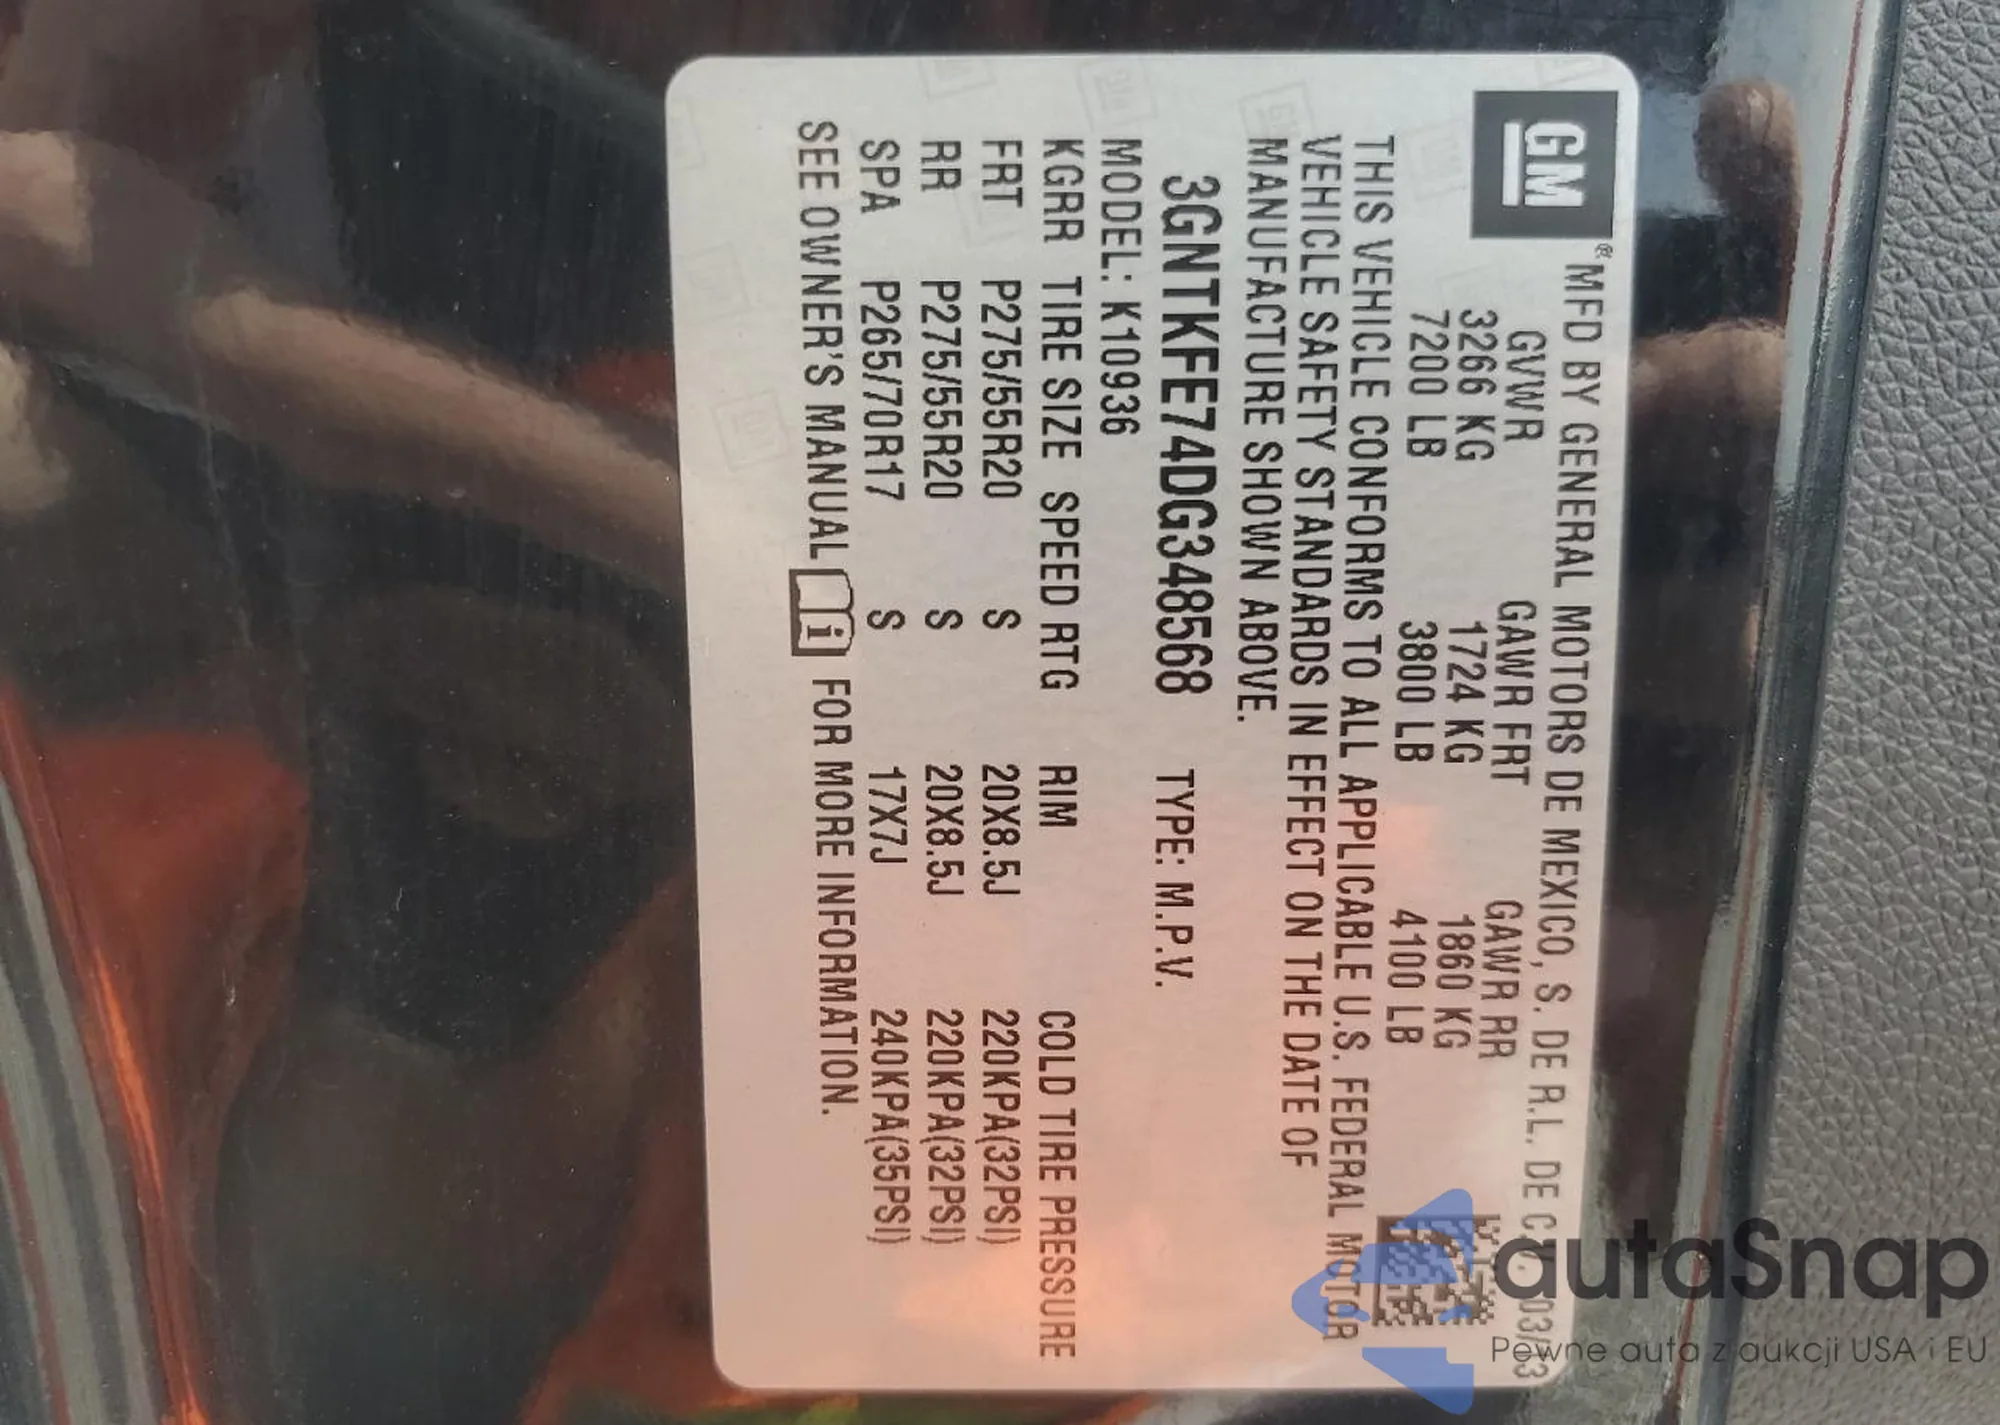 GM
®MFD BY GENERAL MOTORS DE MEXICO, S. DE R.L. DE C.V. 03/13
GVWR GAWR FRT GAWR RR
3266 KG 1724 KG 1860 KG
7200 LB 3800 LB 4100 LB
THIS VEHICLE CONFORMS TO ALL APPLICABLE U.S. FEDERAL MOTOR
VEHICLE SAFETY STANDARDS IN EFFECT ON THE DATE OF
MANUFACTURE SHOWN ABOVE.
3GNTKFE74DG348568 TYPE: M.P.V.
MODEL: K10936
KGRR TIRE SIZE SPEED RTG RIM COLD TIRE PRESSURE
FRT P275/55R20 S 20X8.5J 220KPA(32PSI)
RR P275/55R20 S 20X8.5J 220KPA(32PSI)
SPA P265/70R17 S 17X7J 240KPA(35PSI)
SEE OWNER'S MANUAL i FOR MORE INFORMATION.
autaSnap
Pewne auta z aukcji USA i EU